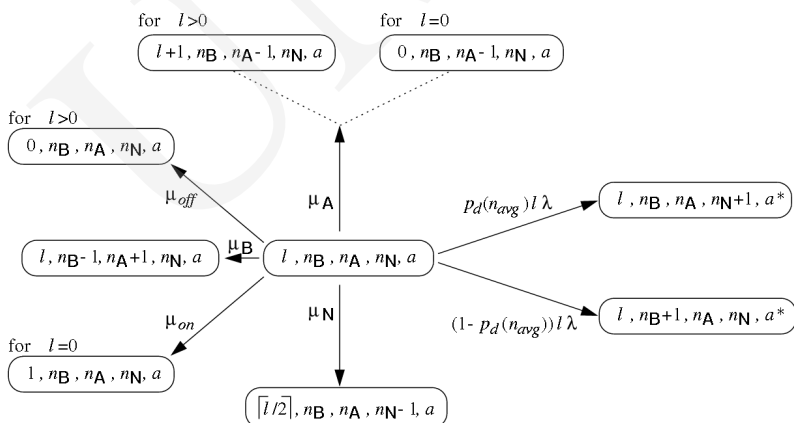 for l>0
for l=0
l+1, nB, nA-1, nN, a
0, nB, nA-1, nN, a
for l>0
0, nB, nA, nN, a
μoff
μA
pd(navg) l λ
l, nB, nA, nN+1, a*
l, nB-1, nA+1, nN, a
μB
l, nB, nA, nN, a
μon
μN
(1- pd(navg)) l λ
l, nB+1, nA, nN, a*
for l=0
1, nB, nA, nN, a
⌈l/2⌉, nB, nA, nN-1, a